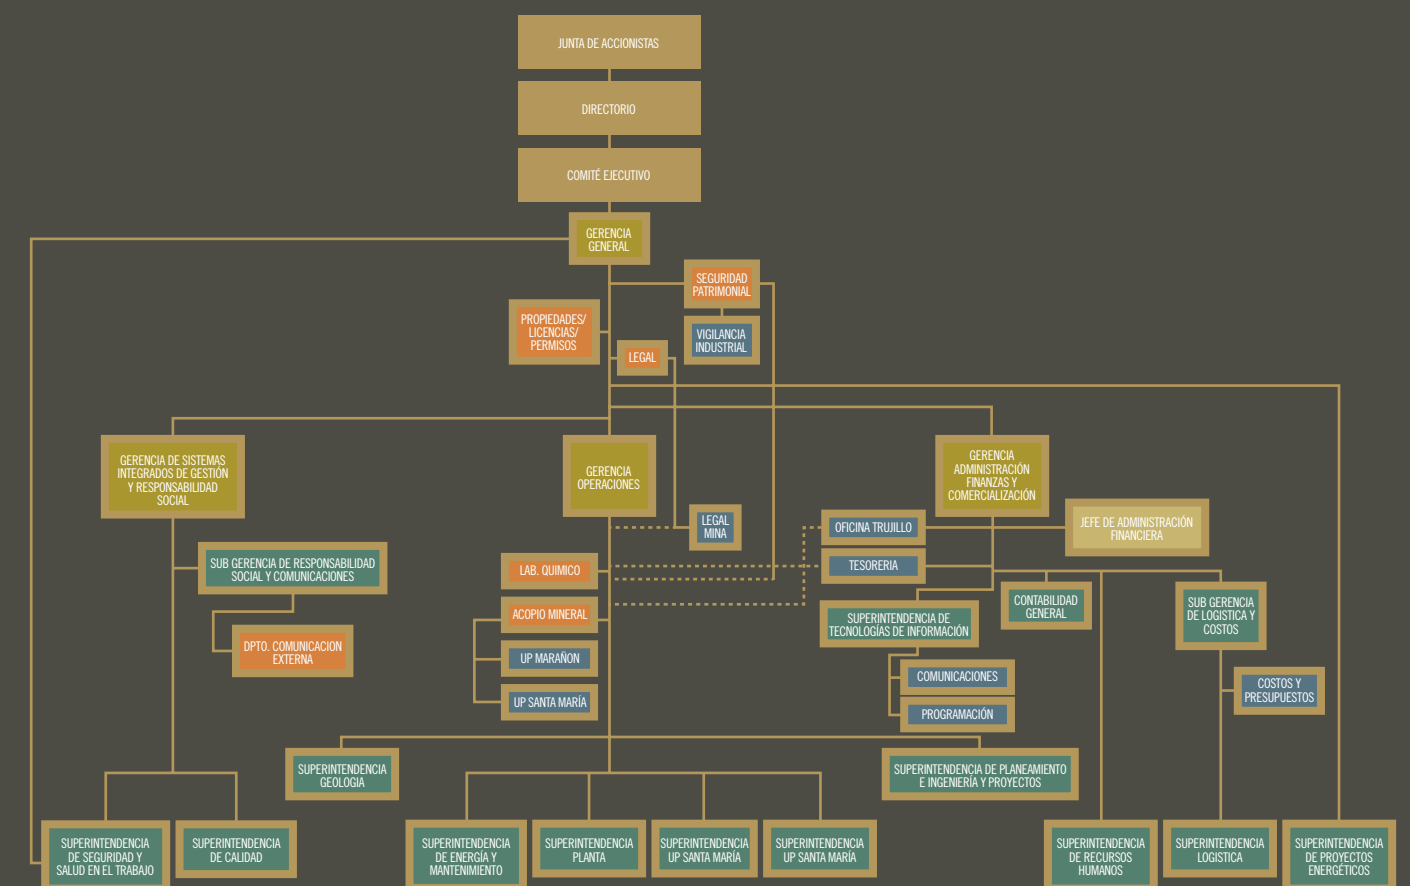 JUNTA DE ACCIONISTAS
DIRECTORIO
COMITÉ EJECUTIVO
GERENCIA
GENERAL
SEGURIDAD
PATRIMONIAL
VIGILANCIA
INDUSTRIAL
PROPIEDADES/
LICENCIAS/
PERMISOS
LEGAL
GERENCIA DE SISTEMAS
INTEGRADOS DE GESTIÓN
Y RESPONSABILIDAD
SOCIAL
GERENCIA
OPERACIONES
GERENCIA
ADMINISTRACIÓN
FINANZAS Y
COMERCIALIZACIÓN
LEGAL
MINA
OFICINA TRUJILLO
JEFE DE ADMINISTRACIÓN
FINANCIERA
SUB GERENCIA DE RESPONSABILIDAD
SOCIAL Y COMUNICACIONES
LAB. QUIMICO
TESORERIA
ACOPIO MINERAL
SUPERINTENDENCIA DE
TECNOLOGÍAS DE INFORMACIÓN
CONTABILIDAD
GENERAL
SUB GERENCIA
DE LOGISTICA Y
COSTOS
DPTO. COMUNICACION
EXTERNA
UP MARAÑON
COMUNICACIONES
COSTOS Y
PRESUPUESTOS
UP SANTA MARÍA
PROGRAMACIÓN
SUPERINTENDENCIA
GEOLOGIA
SUPERINTENDENCIA DE PLANEAMIENTO
E INGENIERÍA Y PROYECTOS
SUPERINTENDENCIA
DE SEGURIDAD Y
SALUD EN EL TRABAJO
SUPERINTENDENCIA
DE CALIDAD
SUPERINTENDENCIA
DE ENERGÍA Y
MANTENIMIENTO
SUPERINTENDENCIA
PLANTA
SUPERINTENDENCIA
UP SANTA MARÍA
SUPERINTENDENCIA
UP SANTA MARÍA
SUPERINTENDENCIA
DE RECURSOS
HUMANOS
SUPERINTENDENCIA
LOGISTICA
SUPERINTENDENCIA
DE PROYECTOS
ENERGÉTICOS